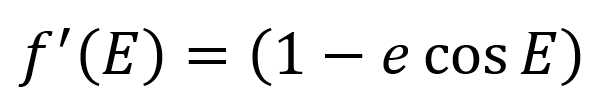 f′(E) = (1 − e cos E)